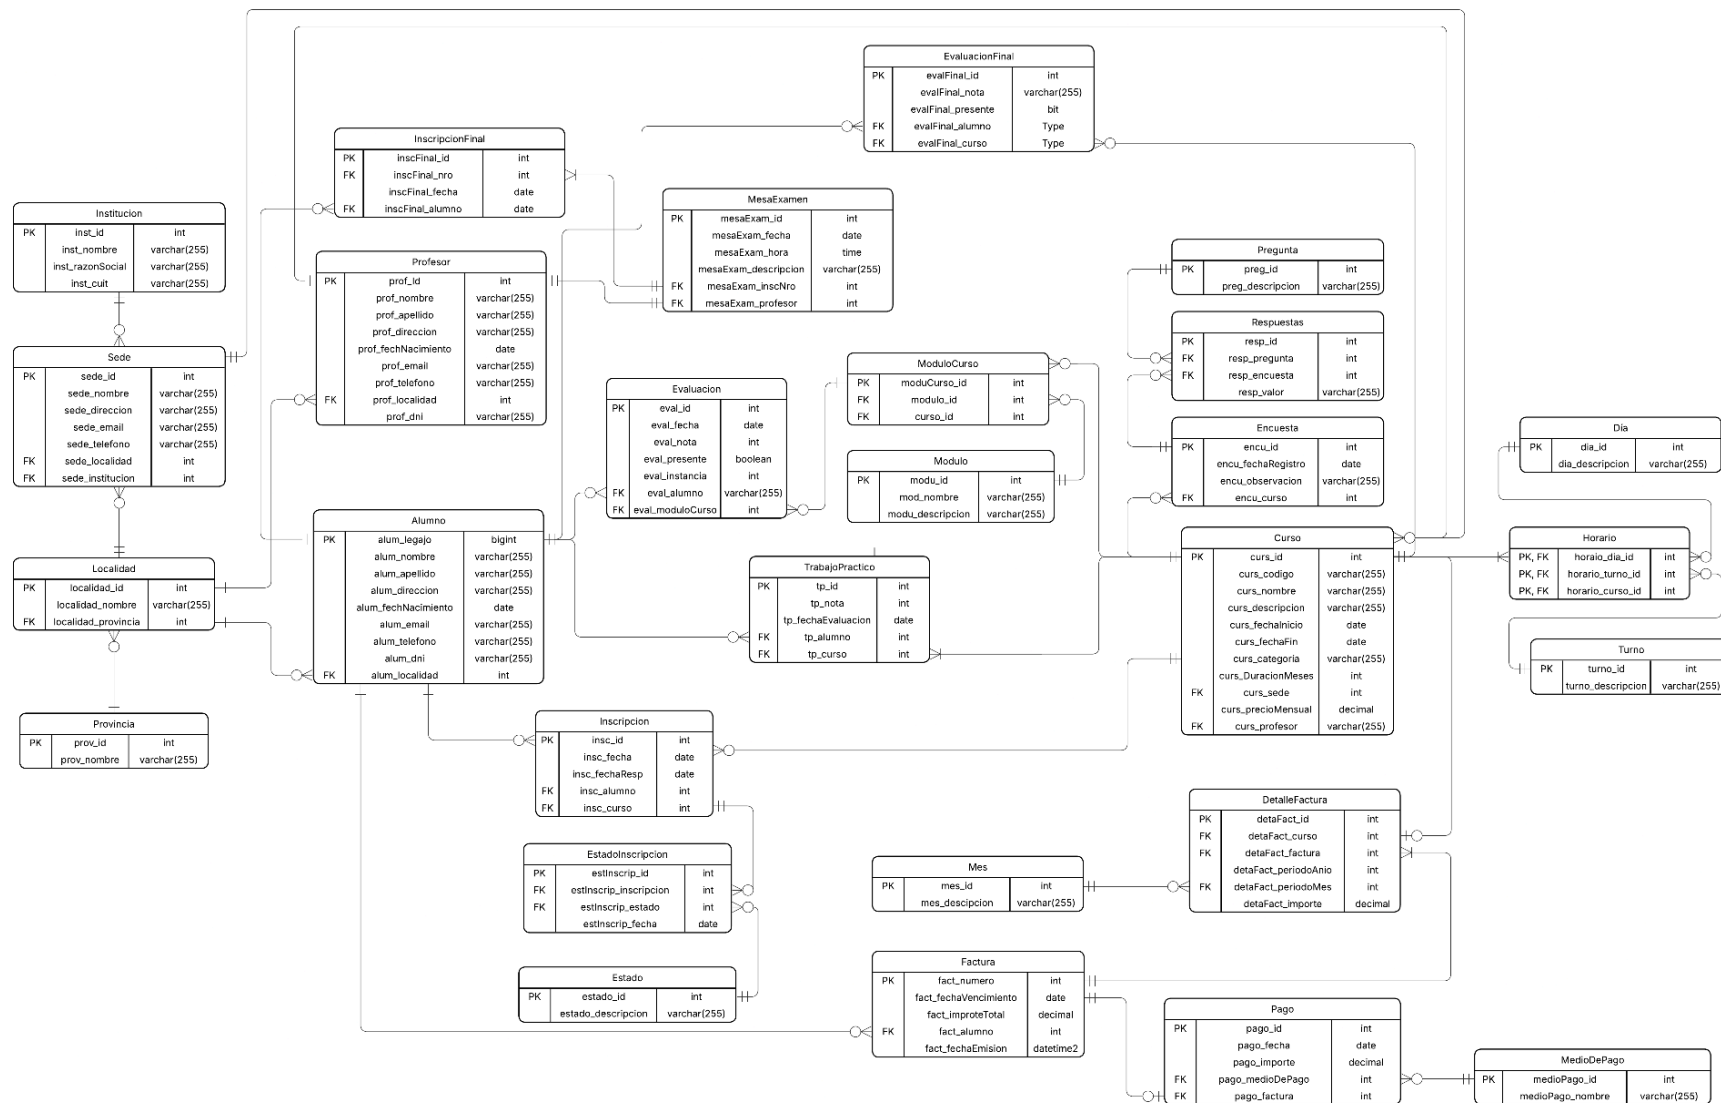 EvaluacionFinal
PK evalFinal_id int
evalFinal_nota varchar(255)
evalFinal_presente bit
FK evalFinal_alumno Type
FK evalFinal_curso Type
InscripcionFinal
PK inscFinal_id int
FK inscFinal_nro int
inscFinal_fecha date
FK inscFinal_alumno date
MesaExamen
PK mesaExam_id int
mesaExam_fecha date
mesaExam_hora time
mesaExam_descripcion varchar(255)
FK mesaExam_inscNro int
FK mesaExam_profesor int
Institucion
PK inst_id int
inst_nombre varchar(255)
inst_razonSocial varchar(255)
inst_cuit varchar(255)
Profesor
PK prof_Id int
prof_nombre varchar(255)
prof_apellido varchar(255)
prof_direccion varchar(255)
prof_fechNacimiento date
prof_email varchar(255)
prof_telefono varchar(255)
FK prof_localidad int
prof_dni varchar(255)
Pregunta
PK preg_id int
preg_descripcion varchar(255)
Respuestas
PK resp_id int
FK resp_pregunta int
FK resp_encuesta int
resp_valor varchar(255)
Sede
PK sede_id int
sede_nombre varchar(255)
sede_direccion varchar(255)
sede_email varchar(255)
sede_telefono varchar(255)
FK sede_localidad int
FK sede_institucion int
Evaluacion
PK eval_id int
eval_fecha date
eval_nota int
eval_presente boolean
eval_instancia int
FK eval_alumno varchar(255)
FK eval_moduloCurso int
ModuloCurso
PK moduCurso_id int
FK modulo_id int
FK curso_id int
Modulo
PK modu_id int
mod_nombre varchar(255)
modu_descripcion varchar(255)
Encuesta
PK encu_id int
encu_fechaRegistro date
encu_observacion varchar(255)
FK encu_curso int
Dia
PK dia_id int
dia_descripcion varchar(255)
Alumno
PK alum_legajo bigint
alum_nombre varchar(255)
alum_apellido varchar(255)
alum_direccion varchar(255)
alum_fechNacimiento date
alum_email varchar(255)
alum_telefono varchar(255)
alum_dni varchar(255)
FK alum_localidad int
Localidad
PK localidad_id int
localidad_nombre varchar(255)
FK localidad_provincia int
TrabajoPractico
PK tp_id int
tp_nota int
tp_fechaEvaluacion date
FK tp_alumno int
FK tp_curso int
Curso
PK curs_id int
curs_codigo varchar(255)
curs_nombre varchar(255)
curs_descripcion varchar(255)
curs_fechaInicio date
curs_fechaFin date
curs_categoria varchar(255)
curs_DuracionMeses int
FK curs_sede int
curs_precioMensual decimal
FK curs_profesor varchar(255)
Horario
PK, FK horaio_dia_id int
PK, FK horario_turno_id int
PK, FK horario_curso_id int
Turno
PK turno_id int
turno_descripcion varchar(255)
Provincia
PK prov_id int
prov_nombre varchar(255)
Inscripcion
PK insc_id int
insc_fecha date
insc_fechaResp date
FK insc_alumno int
FK insc_curso int
EstadoInscripcion
PK estInscrip_id int
FK estInscrip_inscripcion int
FK estInscrip_estado int
estInscrip_fecha date
Estado
PK estado_id int
estado_descripcion varchar(255)
Mes
PK mes_id int
mes_descipcion varchar(255)
DetalleFactura
PK detaFact_id int
FK detaFact_curso int
FK detaFact_factura int
detaFact_periodoAnio int
FK detaFact_periodoMes int
detaFact_importe decimal
Factura
PK fact_numero int
fact_fechaVencimiento date
fact_improteTotal decimal
FK fact_alumno int
fact_fechaEmision datetime2
Pago
PK pago_id int
pago_fecha date
pago_importe decimal
FK pago_medioDePago int
FK pago_factura int
MedioDePago
PK medioPago_id int
medioPago_nombre varchar(255)